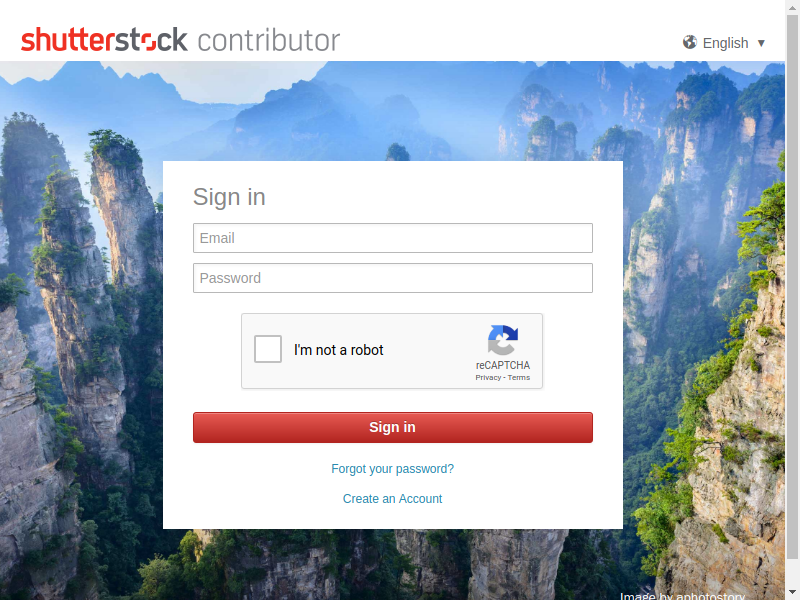 shutterstock contributor
English ▼
Sign in
Email
Password
I'm not a robot
reCAPTCHA
Privacy - Terms
Sign in
Forgot your password?
Create an Account
Image by aphotostory